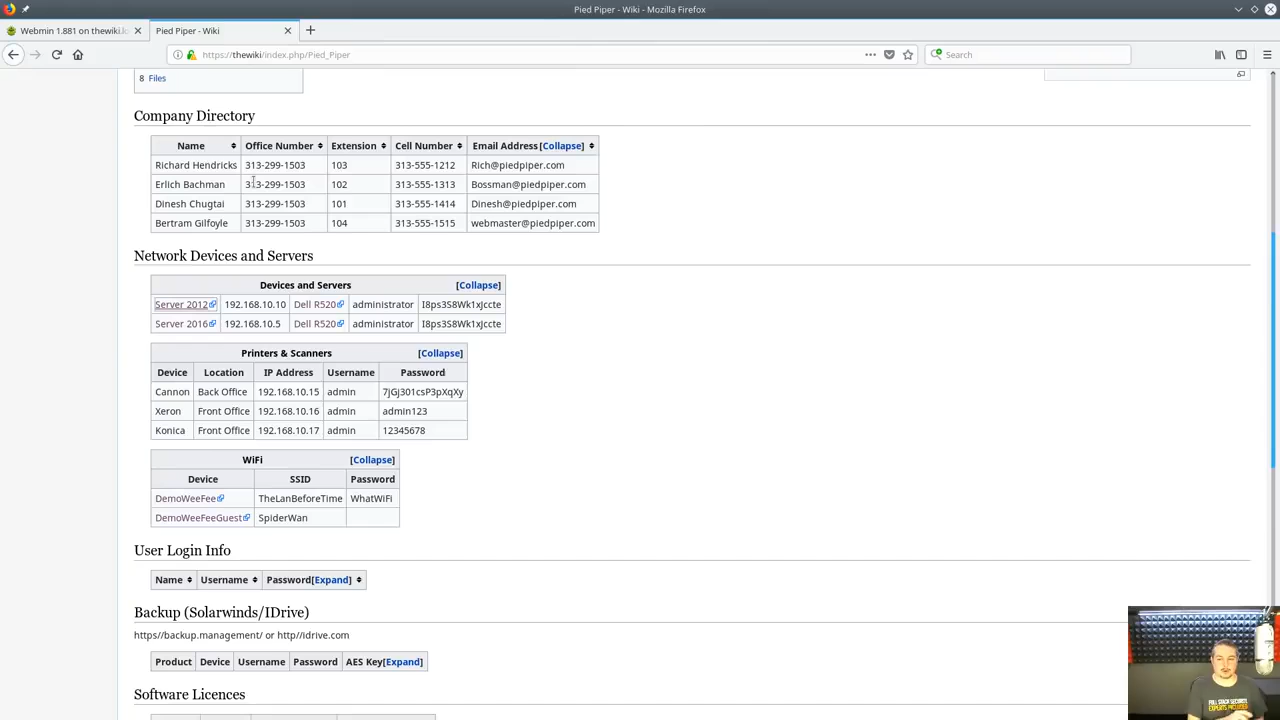 Pied Piper - Wiki - Mozilla Firefox
Webmin 1.881 on thewiki.lo
Pied Piper - Wiki
https://thewiki/index.php/Pied_Piper
Search
8 Files
Company Directory
Name Office Number Extension Cell Number Email Address[Collapse]
Richard Hendricks 313-299-1503 103 313-555-1212 Rich@piedpiper.com
Erlich Bachman 313-299-1503 102 313-555-1313 Bossman@piedpiper.com
Dinesh Chugtai 313-299-1503 101 313-555-1414 Dinesh@piedpiper.com
Bertram Gilfoyle 313-299-1503 104 313-555-1515 webmaster@piedpiper.com
Network Devices and Servers
Devices and Servers [Collapse]
Server 2012 192.168.10.10 Dell R520 administrator I8ps3S8Wk1xJccte
Server 2016 192.168.10.5 Dell R520 administrator I8ps3S8Wk1xJccte
Printers & Scanners [Collapse]
Device Location IP Address Username Password
Cannon Back Office 192.168.10.15 admin 7jGj301csP3pXqXy
Xeron Front Office 192.168.10.16 admin admin123
Konica Front Office 192.168.10.17 admin 12345678
WiFi [Collapse]
Device SSID Password
DemoWeeFee TheLanBeforeTime WhatWiFi
DemoWeeFeeGuest SpiderWan
User Login Info
Name Username Password[Expand]
Backup (Solarwinds/IDrive)
https//backup.management/ or http//idrive.com
Product Device Username Password AES Key[Expand]
Software Licences
FULL STACK SECURITY
EXPERTS INCLUDED